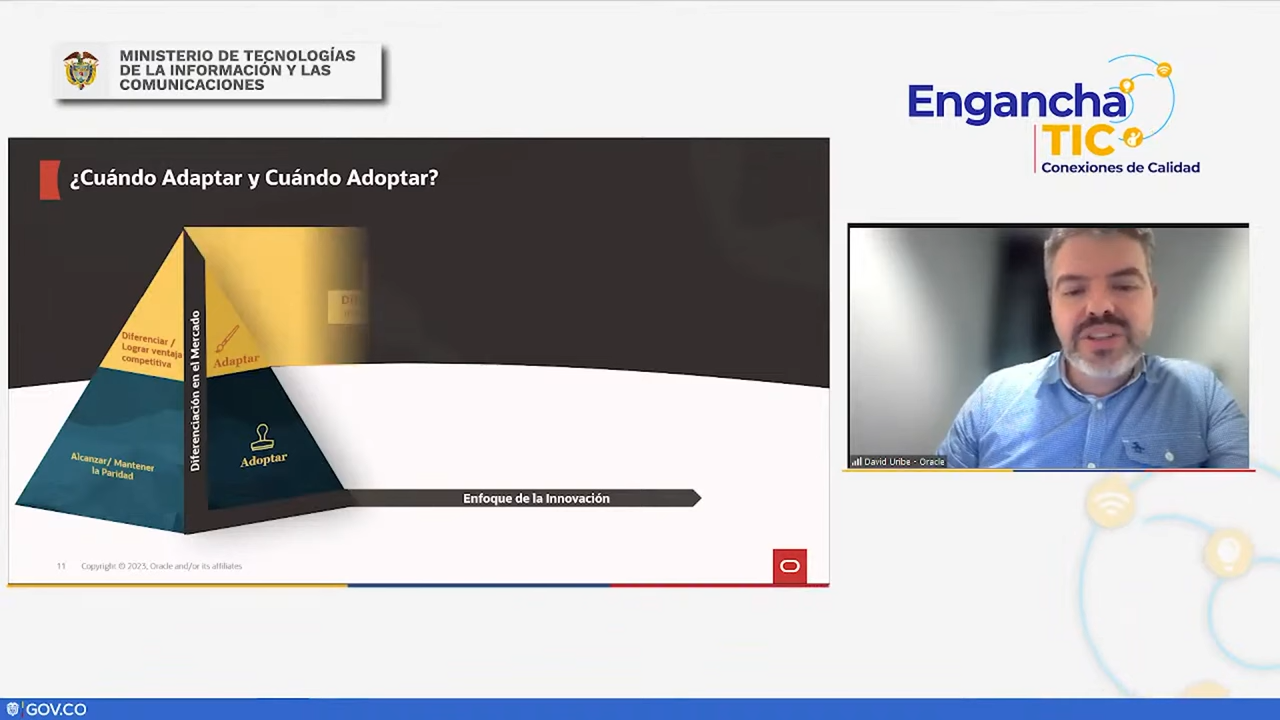 MINISTERIO DE TECNOLOGÍAS
DE LA INFORMACIÓN Y LAS
COMUNICACIONES
Engancha
TIC
Conexiones de Calidad
¿Cuándo Adaptar y Cuándo Adoptar?
Diferenciar /
Lograr ventaja
competitiva
Adaptar
Diferenciación en el Mercado
Alcanzar/ Mantener
la Paridad
Adoptar
Enfoque de la Innovación
11 Copyright © 2023, Oracle and/or its affiliates
David Uribe - Oracle
GOV.CO